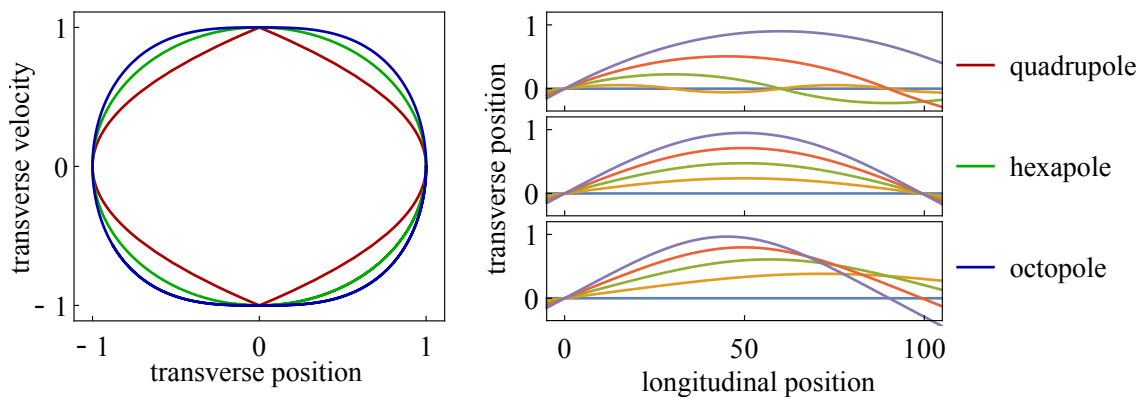 transverse velocity
1
0
- 1
- 1
0
1
transverse position
transverse position
1
0
1
0
1
0
0
50
100
longitudinal position
quadrupole
hexapole
octopole